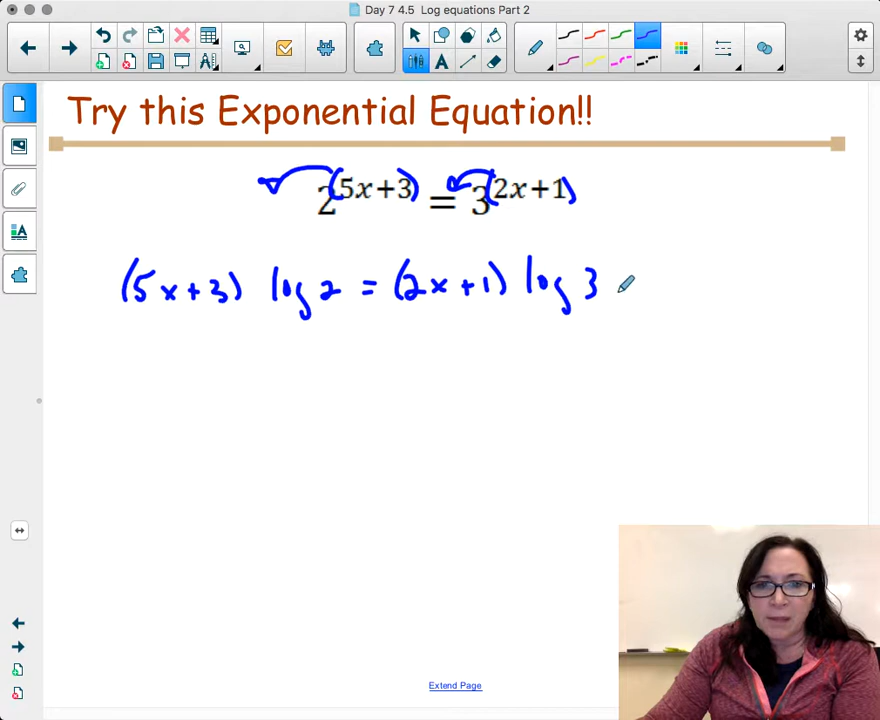 Day 7 4.5 Log equations Part 2
Try this Exponential Equation!!
2^(5x+3) = 3^(2x+1)
(5x+3) log 2 = (2x+1) log 3
Extend Page